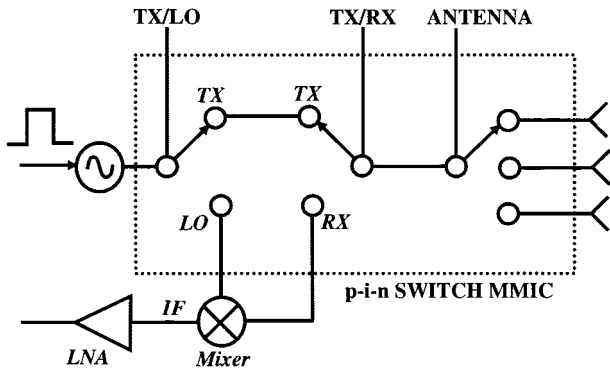 TX/LO
TX/RX
ANTENNA
TX
TX
LO
RX
p-i-n SWITCH MMIC
IF
LNA
Mixer